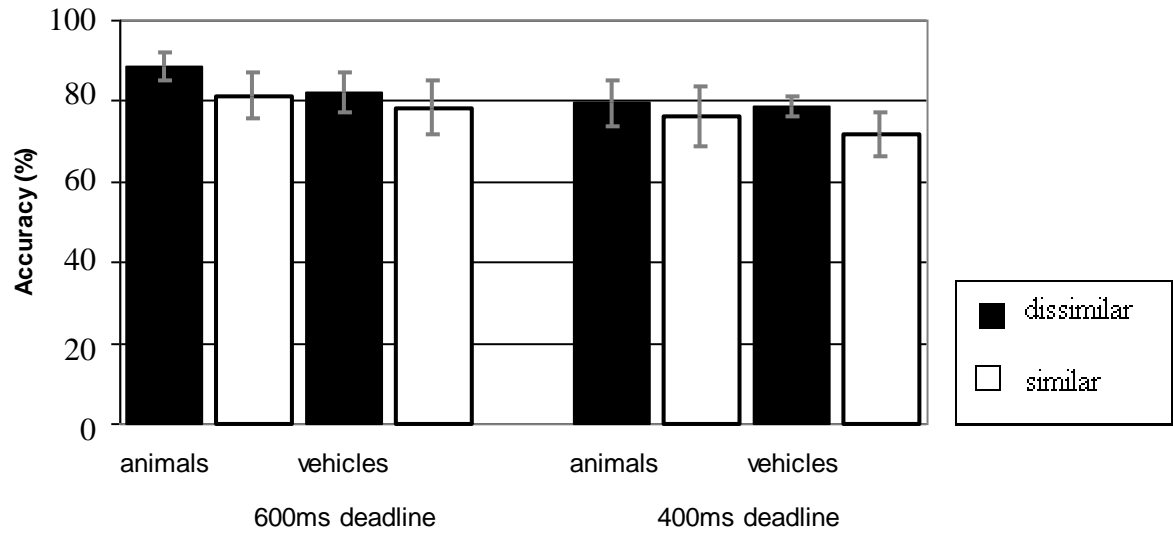 100
80
60
40
20
0
Accuracy (%)
animals vehicles animals vehicles
600ms deadline 400ms deadline
dissimilar
similar